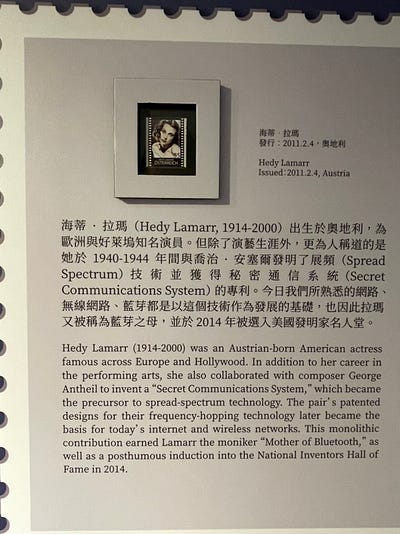 ÖSTERREICH
海蒂．拉瑪
發行：2011.2.4，奧地利
Hedy Lamarr
Issued:2011.2.4, Austria
海蒂．拉瑪（Hedy Lamarr, 1914-2000）出生於奧地利，為
歐洲與好萊塢知名演員。但除了演藝生涯外，更為人稱道的是
她於 1940-1944 年間與喬治．安塞爾發明了展頻（Spread
Spectrum）技術並獲得秘密通信系統（Secret
Communications System）的專利。今日我們所熟悉的網路、
無線網路、藍芽都是以這個技術作為發展的基礎，也因此拉瑪
又被稱為藍芽之母，並於 2014 年被選入美國發明家名人堂。
Hedy Lamarr (1914-2000) was an Austrian-born American actress
famous across Europe and Hollywood. In addition to her career in
the performing arts, she also collaborated with composer George
Antheil to invent a “Secret Communications System,” which became
the precursor to spread-spectrum technology. The pair’s patented
designs for their frequency-hopping technology later became the
basis for today’s internet and wireless networks. This monolithic
contribution earned Lamarr the moniker “Mother of Bluetooth,” as
well as a posthumous induction into the National Inventors Hall of
Fame in 2014.